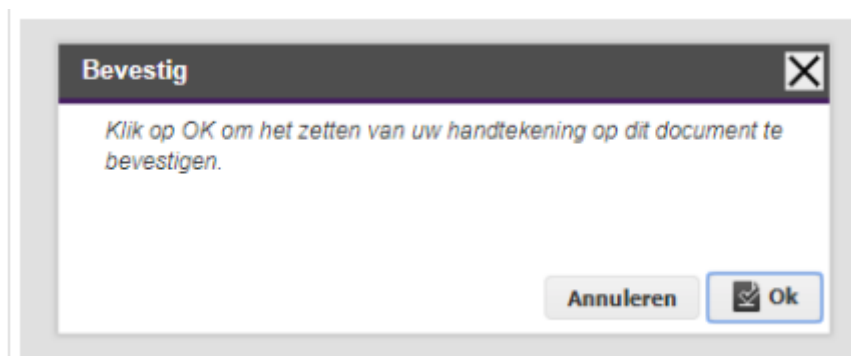 Bevestig
Klik op OK om het zetten van uw handtekening op dit document te
bevestigen.
Annuleren
Ok